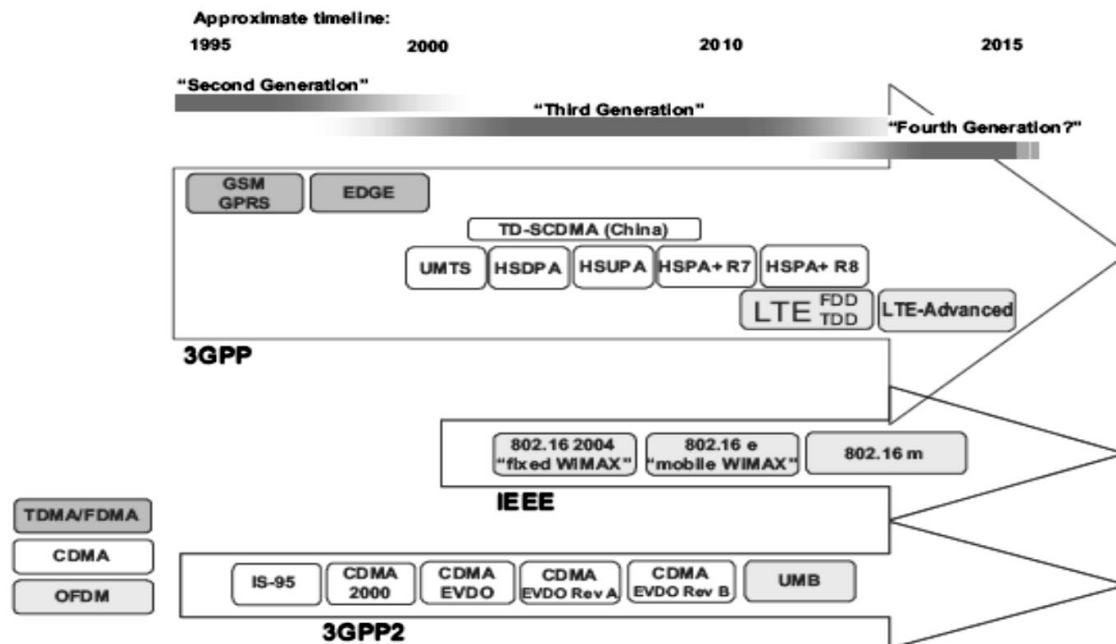 Approximate timeline:
1995 2000 2010 2015
"Second Generation"
"Third Generation"
"Fourth Generation?"
GSM
GPRS
EDGE
TD-SCDMA (China)
UMTS HSDPA HSUPA HSPA+ R7 HSPA+ R8
LTE FDD
TDD
LTE-Advanced
3GPP
802.16 2004
"fixed WiMAX"
802.16 e
"mobile WiMAX"
802.16 m
IEEE
TDMA/FDMA
CDMA
OFDM
IS-95
CDMA
2000
CDMA
EVDO
CDMA
EVDO Rev A
CDMA
EVDO Rev B
UMB
3GPP2